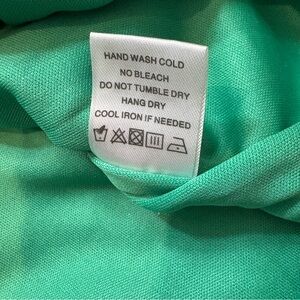 HAND WASH COLD
NO BLEACH
DO NOT TUMBLE DRY
HANG DRY
COOL IRON IF NEEDED